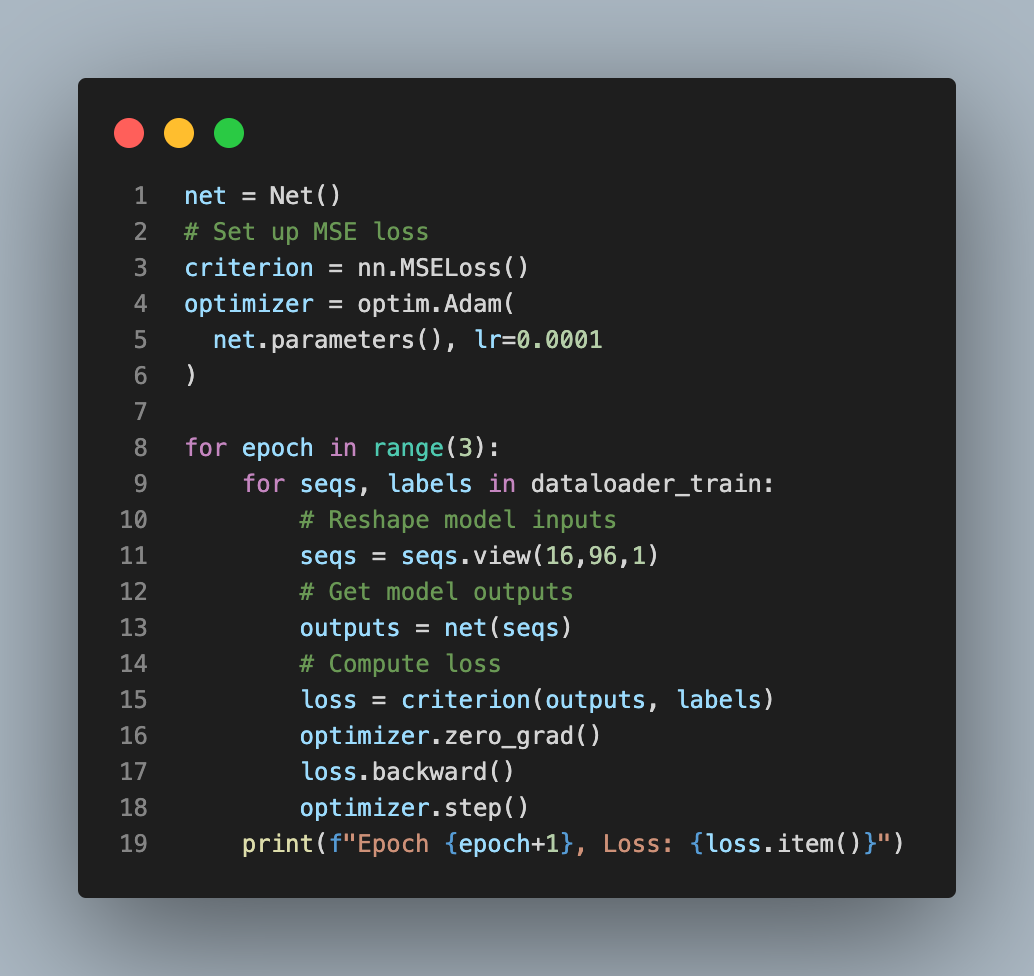 1 net = Net()
2 # Set up MSE loss
3 criterion = nn.MSELoss()
4 optimizer = optim.Adam(
5   net.parameters(), lr=0.0001
6 )
7
8 for epoch in range(3):
9     for seqs, labels in dataloader_train:
10         # Reshape model inputs
11         seqs = seqs.view(16,96,1)
12         # Get model outputs
13         outputs = net(seqs)
14         # Compute loss
15         loss = criterion(outputs, labels)
16         optimizer.zero_grad()
17         loss.backward()
18         optimizer.step()
19     print(f"Epoch {epoch+1}, Loss: {loss.item()}")